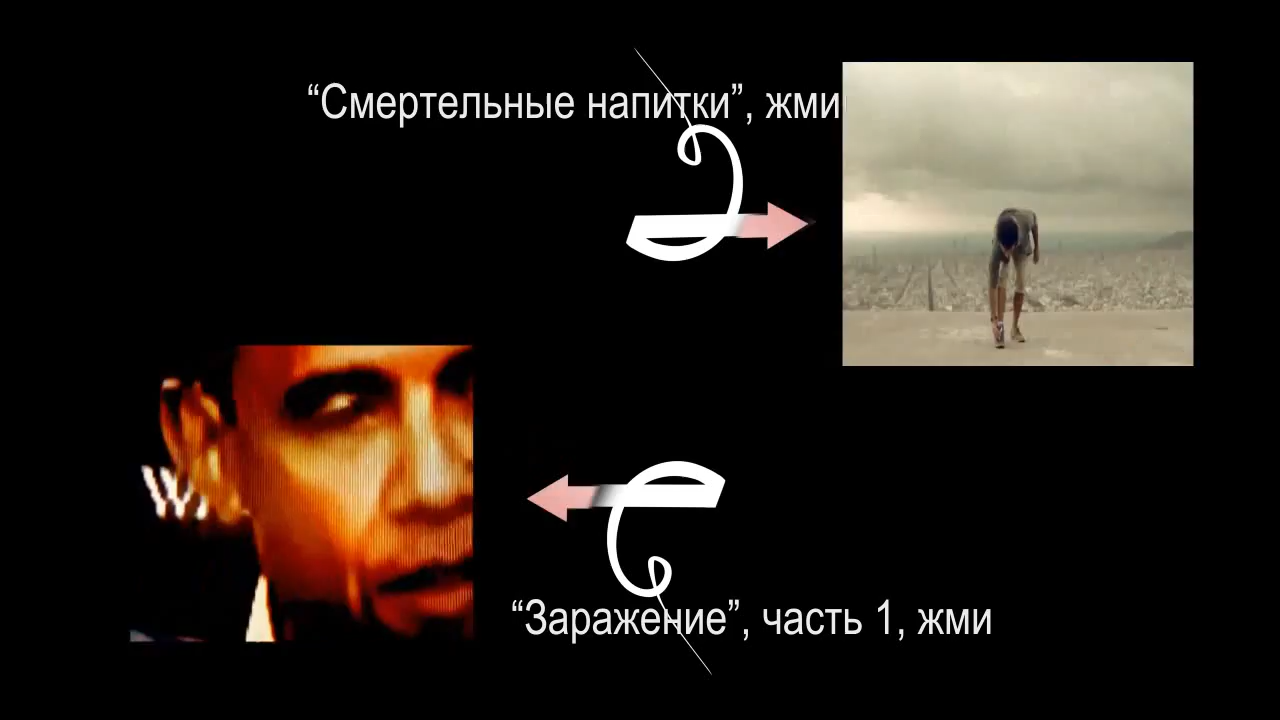 “Смертельные напитки”, жми
“Заражение”, часть 1, жми